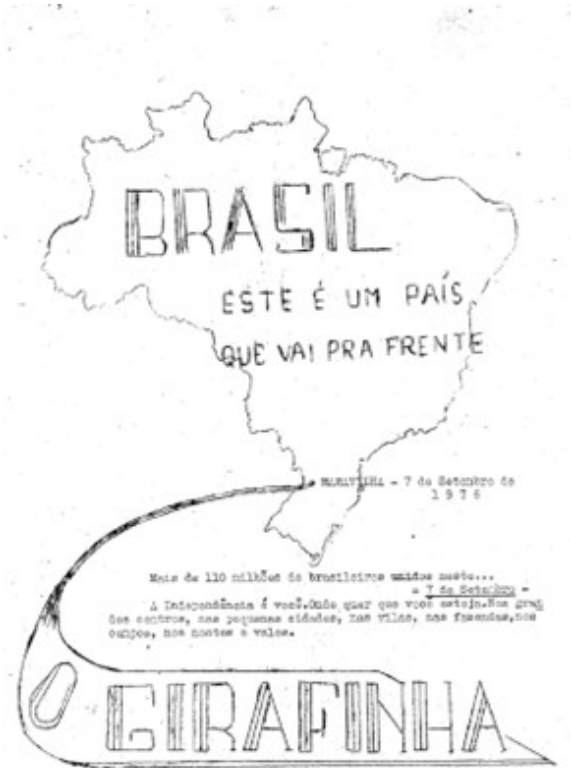 BRASIL
ESTE É UM PAÍS
QUE VAI PRA FRENTE
- 7 de Setembro de
1976
Mais de 110 milhões de brasileiros unidos neste...
- 7 de Setembro -
A Independência é você.Onde quer que você esteja.Nos gran
des centros, nas pequenas cidades, nas vilas, nas fazendas,nos
campos, nos montes e vales.
O GIRAFINHA